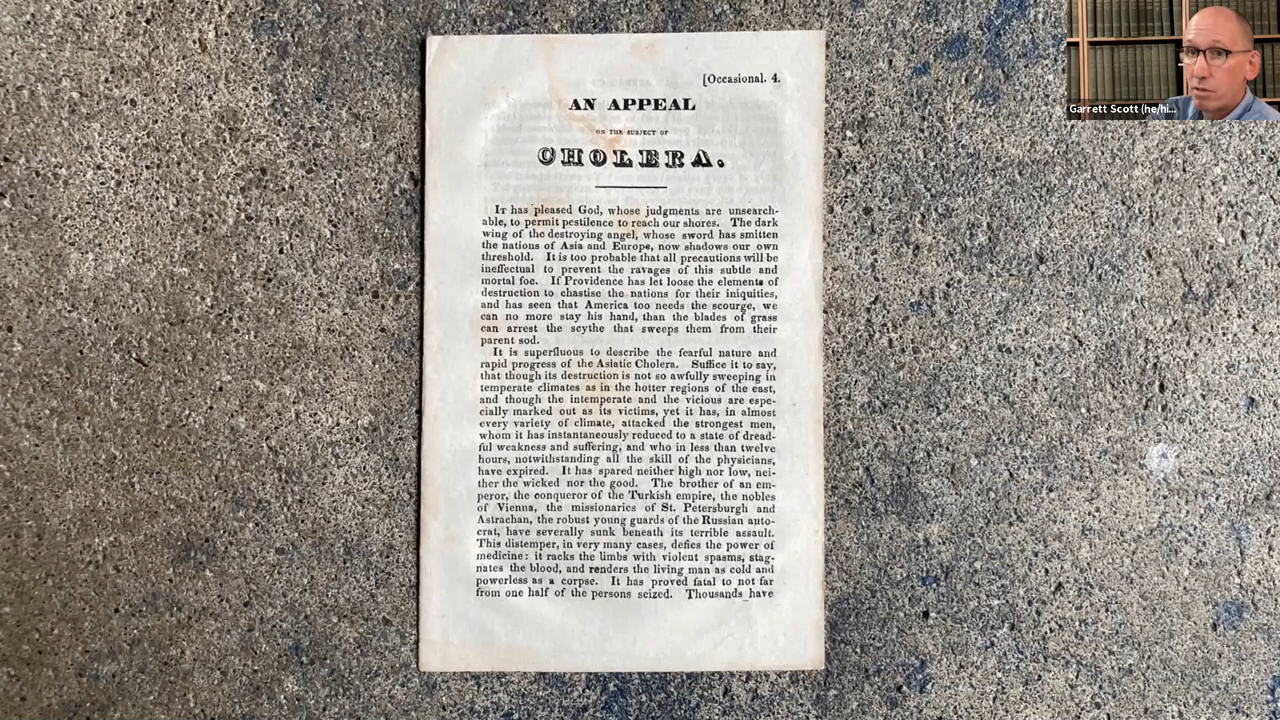 [Occasional. 4.
AN APPEAL
ON THE SUBJECT OF
CHOLERA.
IT has pleased God, whose judgments are unsearch-
able, to permit pestilence to reach our shores. The dark
wing of the destroying angel, whose sword has smitten
the nations of Asia and Europe, now shadows our own
threshold. It is too probable that all precautions will be
ineffectual to prevent the ravages of this subtle and
mortal foe. If Providence has let loose the elements of
destruction to chastise the nations for their iniquities,
and has seen that America too needs the scourge, we
can no more stay his hand, than the blades of grass
can arrest the scythe that sweeps them from their
parent sod.
It is superfluous to describe the fearful nature and
rapid progress of the Asiatic Cholera. Suffice it to say,
that though its destruction is not so awfully sweeping in
temperate climates as in the hotter regions of the east,
and though the intemperate and the vicious are espe-
cially marked out as its victims, yet it has, in almost
every variety of climate, attacked the strongest men,
whom it has instantaneously reduced to a state of dread-
ful weakness and suffering, and who in less than twelve
hours, notwithstanding all the skill of the physicians,
have expired. It has spared neither high nor low, nei-
ther the wicked nor the good. The brother of an em-
peror, the conqueror of the Turkish empire, the nobles
of Vienna, the missionaries of St. Petersburgh and
Astrachan, the robust young guards of the Russian auto-
crat, have severally sunk beneath its terrible assault.
This distemper, in very many cases, defies the power of
medicine: it racks the limbs with violent spasms, stag-
nates the blood, and renders the living man as cold and
powerless as a corpse. It has proved fatal to not far
from one half of the persons seized. Thousands have
Garrett Scott (he/hi...